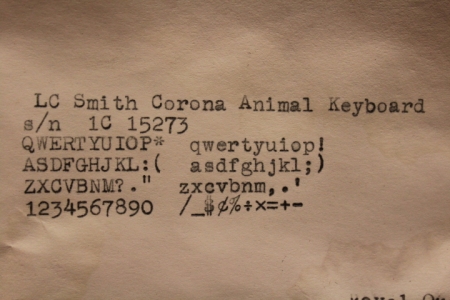 LC Smith Corona Animal Keyboard
s/n 1C 15273
QWERTYUIOP* qwertyuiop!
ASDFGHJKL:( asdfghjkl;)
ZXCVBNM?." zxcvbnm,.'
1234567890 /_$¢%÷×=+-